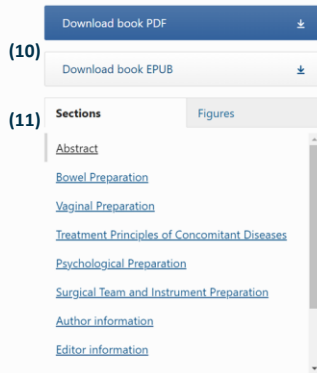 Download book PDF
(10)
Download book EPUB
(11) Sections Figures
Abstract
Bowel Preparation
Vaginal Preparation
Treatment Principles of Concomitant Diseases
Psychological Preparation
Surgical Team and Instrument Preparation
Author information
Editor information